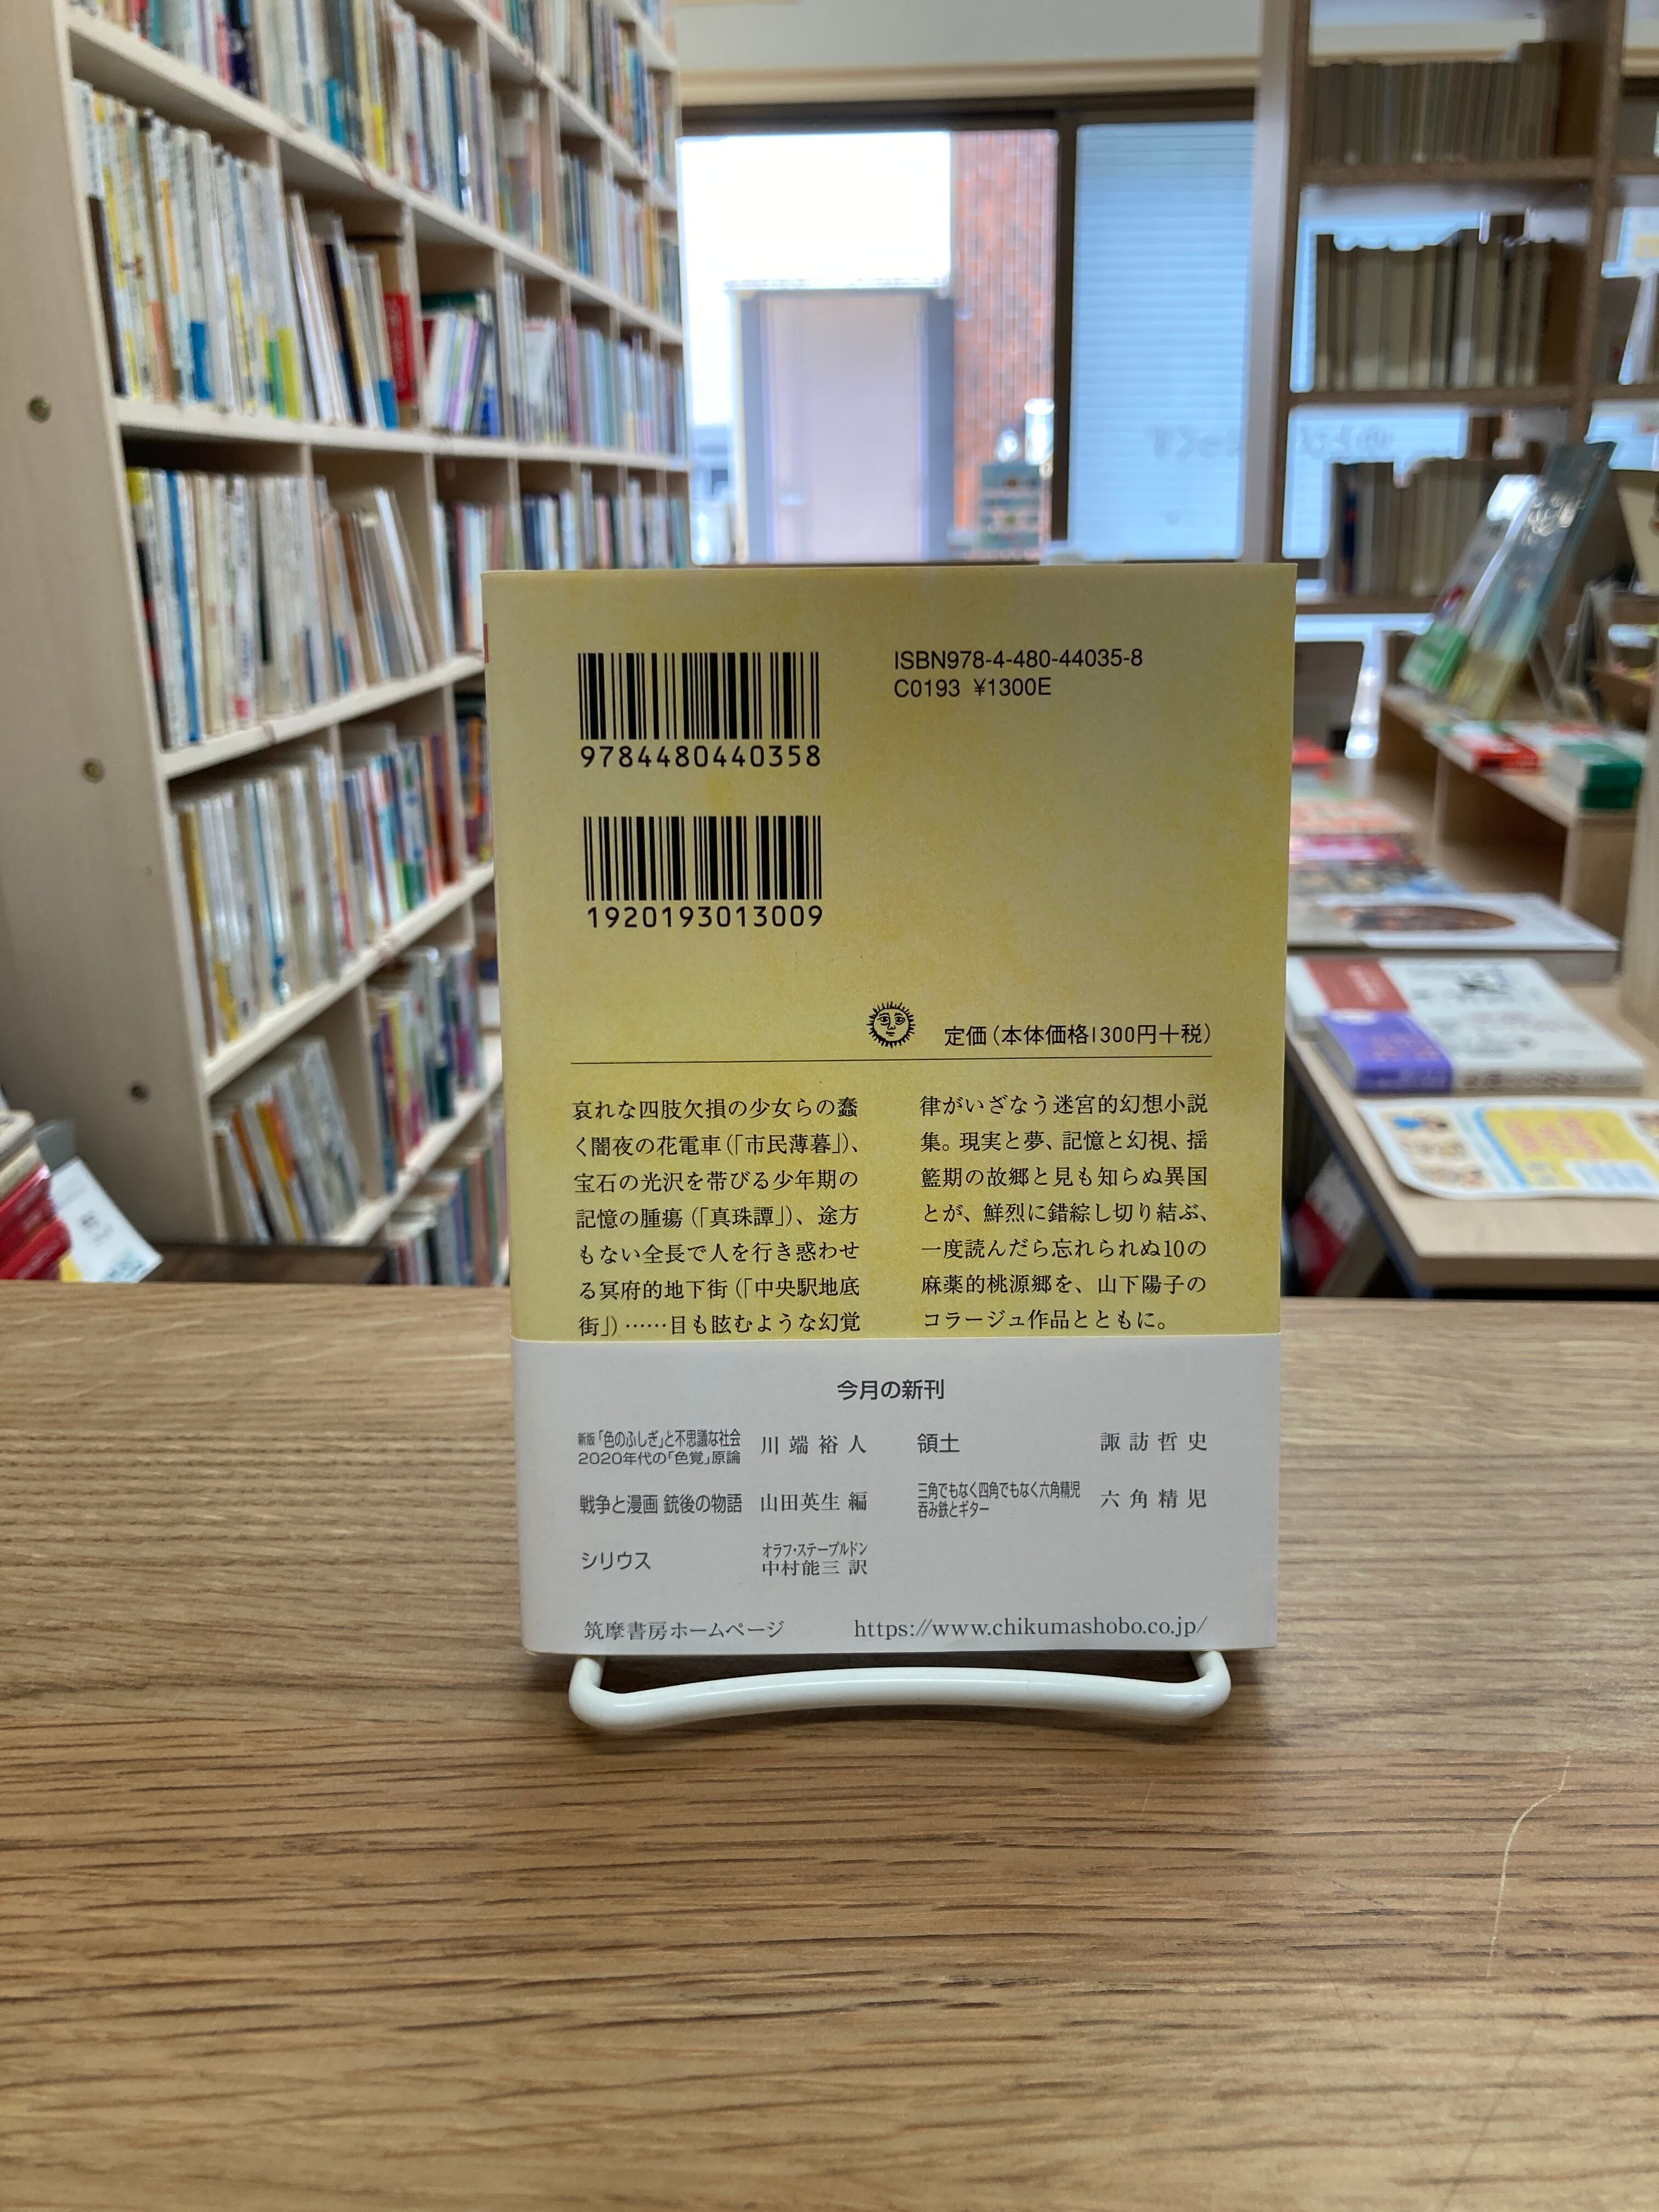 9784480440358
ISBN978-4-480-44035-8
C0193 ¥1300E
1920193013009
定価（本体価格1300円＋税）
哀れな四肢欠損の少女らの蠢
く闇夜の花電車（「市民薄暮」）、
宝石の光沢を帯びる少年期の
記憶の腫瘍（「真珠譚」）、途方
もない全長で人を行き惑わせ
る冥府的地下街（「中央駅地底
街」）……目も眩むような幻覚
律がいざなう迷宮的幻想小説
集。現実と夢、記憶と幻視、揺
籃期の故郷と見も知らぬ異国
とが、鮮烈に錯綜し切り結ぶ、
一度読んだら忘れられぬ10の
麻薬的桃源郷を、山下陽子の
コラージュ作品とともに。
今月の新刊
新版「色のふしぎ」と不思議な社会
2020年代の「色覚」原論
川端裕人
戦争と漫画 銃後の物語 山田英生 編
シリウス
オラフ・ステープルドン
中村能三 訳
領土 諏訪哲史
三角でもなく四角でもなく六角精児
呑み鉄とギター
六角精児
筑摩書房ホームページ https://www.chikumashobo.co.jp/